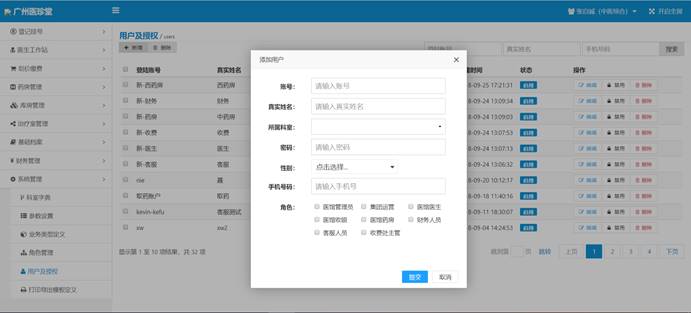 广州医珍堂
张白碱（中医综合）
开启全屏
登记挂号
医生工作站
划价缴费
药房管理
库房管理
治疗室管理
基础档案
财务管理
系统管理
科室字典
参数设置
业务类型定义
角色管理
用户及授权
打印导出模板定义
用户及授权 / users
新增 删除
真实姓名 手机号码 搜索
登陆账号 真实姓名 建时间 状态 操作
新-西药房 西药房 8-09-25 17:21:31 启用 编辑 禁用 删除
新-财务 财务 8-09-24 13:09:34 启用 编辑 禁用 删除
新-药房 中药房 8-09-24 13:09:03 启用 编辑 禁用 删除
新-收费 收费 8-09-24 13:07:53 启用 编辑 禁用 删除
新-医生 医生 8-09-24 13:07:13 启用 编辑 禁用 删除
新-客服 客服 8-09-24 13:06:32 启用 编辑 禁用 删除
nie 聂 8-09-20 10:12:17 启用 编辑 禁用 删除
取药账户 取药 8-09-18 11:40:16 启用 编辑 禁用 删除
kevin-kefu 客服测试 8-09-11 18:30:07 启用 编辑 禁用 删除
xw xw2 8-09-04 14:24:53 启用 编辑 禁用 删除
显示第 1 至 10 项结果，共 32 项
跳到第 页 跳转 上页 1 2 3 4 下页
添加用户
账号： 请输入账号
真实姓名： 请输入真实姓名
所属科室：
密码： 请输入密码
性别： 点击选择...
手机号码： 请输入手机号
角色： 医馆管理员 集团运营 医馆医生
医馆收银 医馆药房 财务人员
客服人员 收费处主管
提交 取消